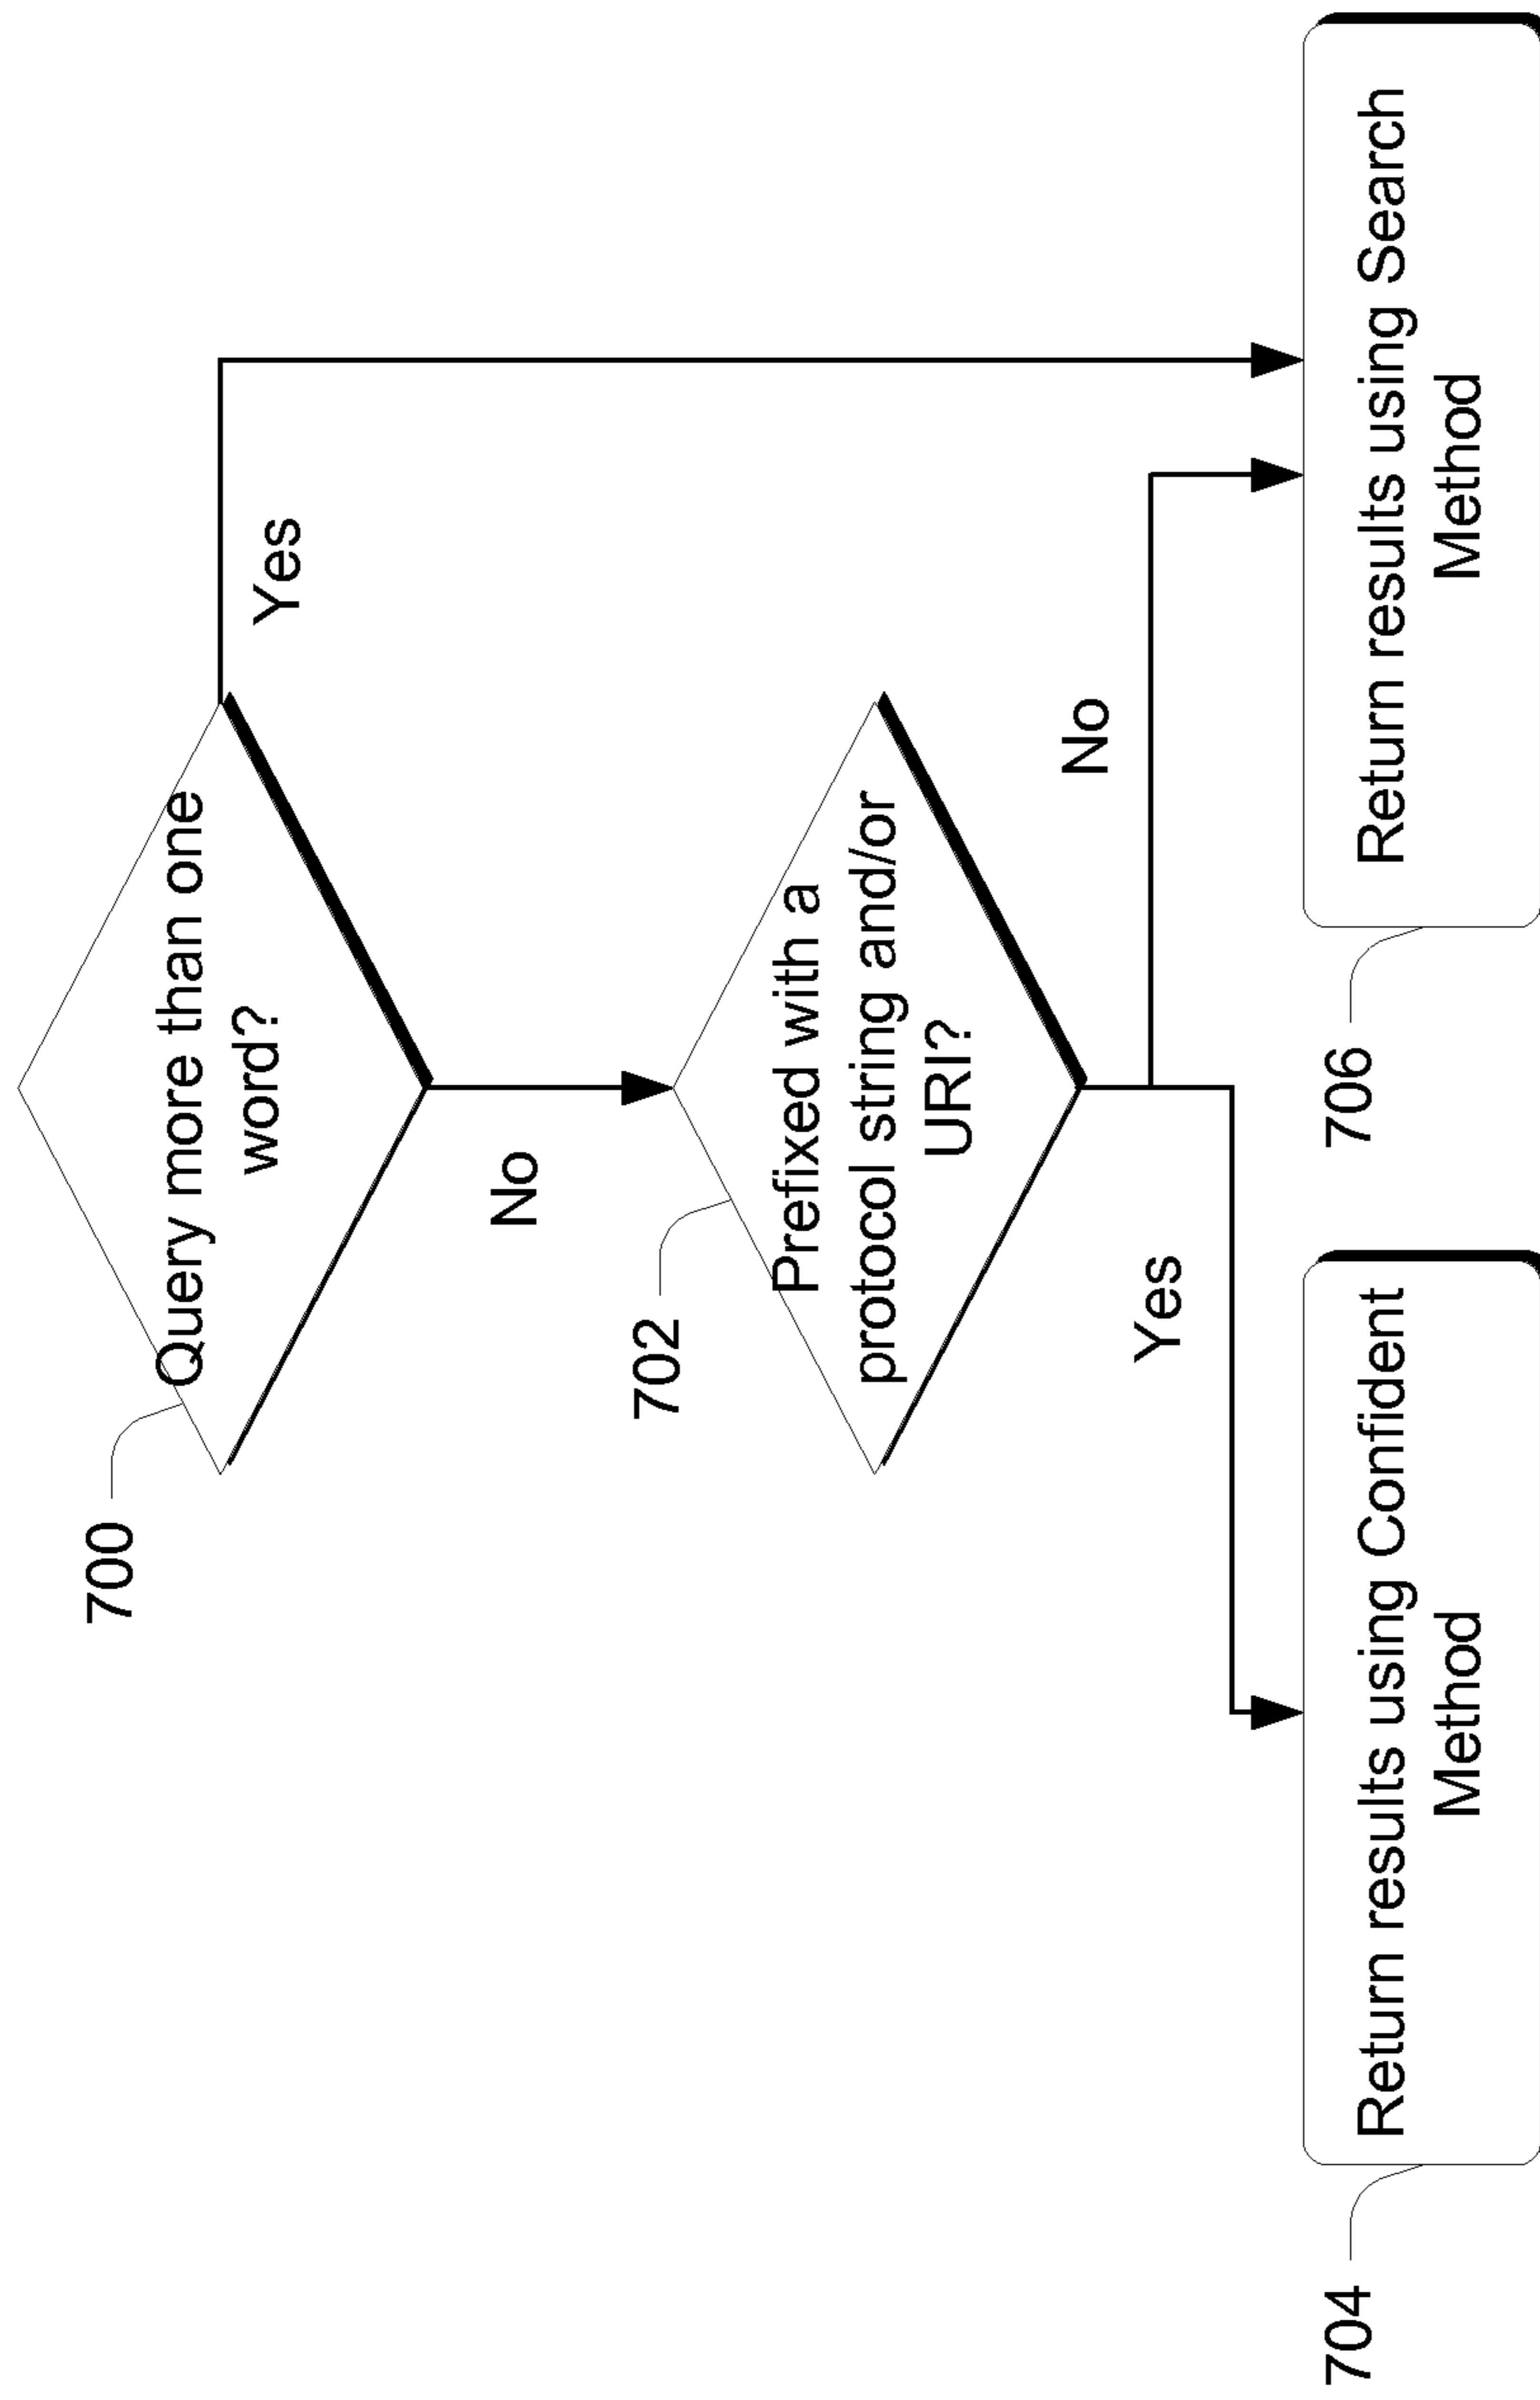 700
Query more than one
word?
Yes
No
702
Prefixed with a
protocol string and/or
URI?
No
Yes
704
Return results using Confident
Method
706
Return results using Search
Method